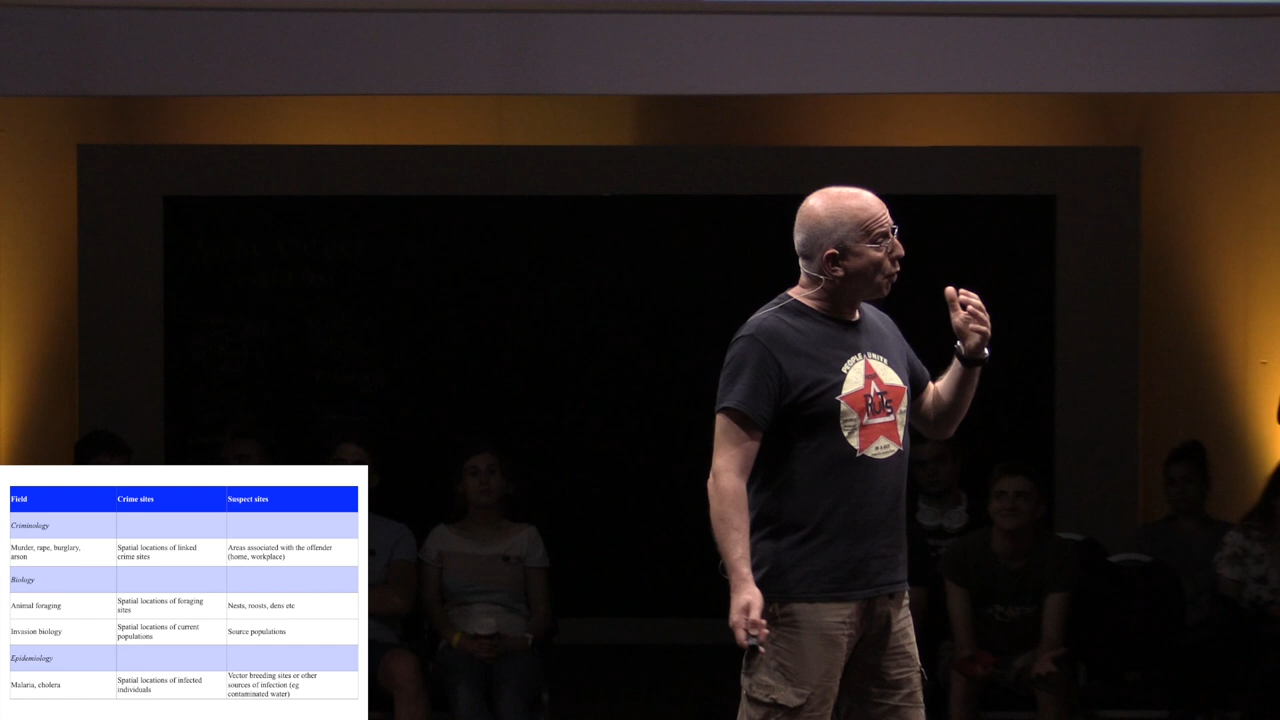 PEOPLE UNITE
RUTs
Field Crime sites Suspect sites
Criminology
Murder, rape, burglary, arson Spatial locations of linked crime sites Areas associated with the offender (home, workplace)
Biology
Animal foraging Spatial locations of foraging sites Nests, roosts, dens etc
Invasion biology Spatial locations of current populations Source populations
Epidemiology
Malaria, cholera Spatial locations of infected individuals Vector breeding sites or other sources of infection (eg contaminated water)